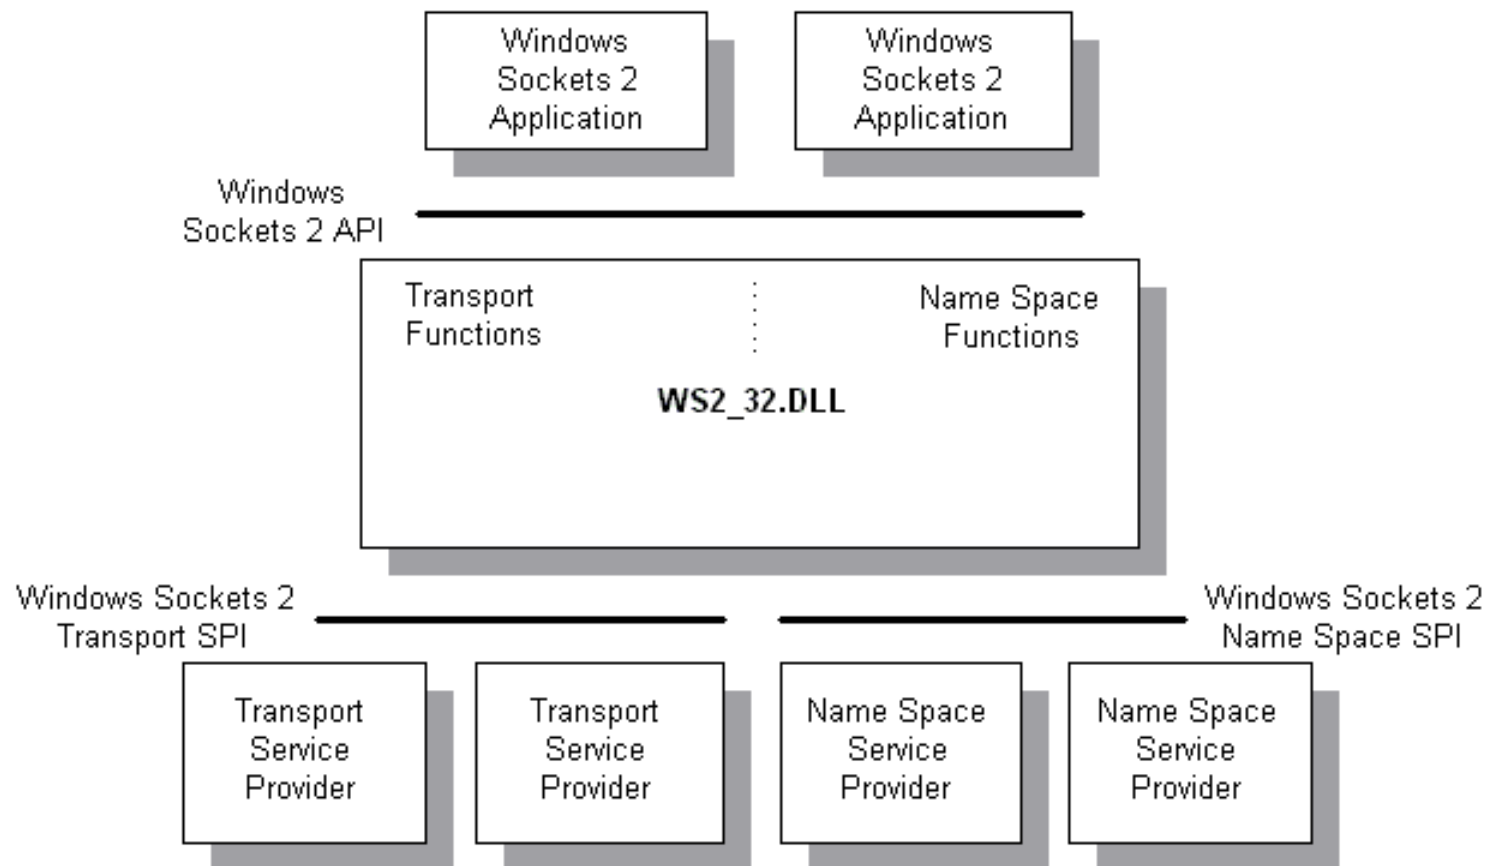 Windows
Sockets 2
Application
Windows
Sockets 2
Application
Windows
Sockets 2 API
Transport
Functions
Name Space
Functions
WS2_32.DLL
Windows Sockets 2
Transport SPI
Windows Sockets 2
Name Space SPI
Transport
Service
Provider
Transport
Service
Provider
Name Space
Service
Provider
Name Space
Service
Provider